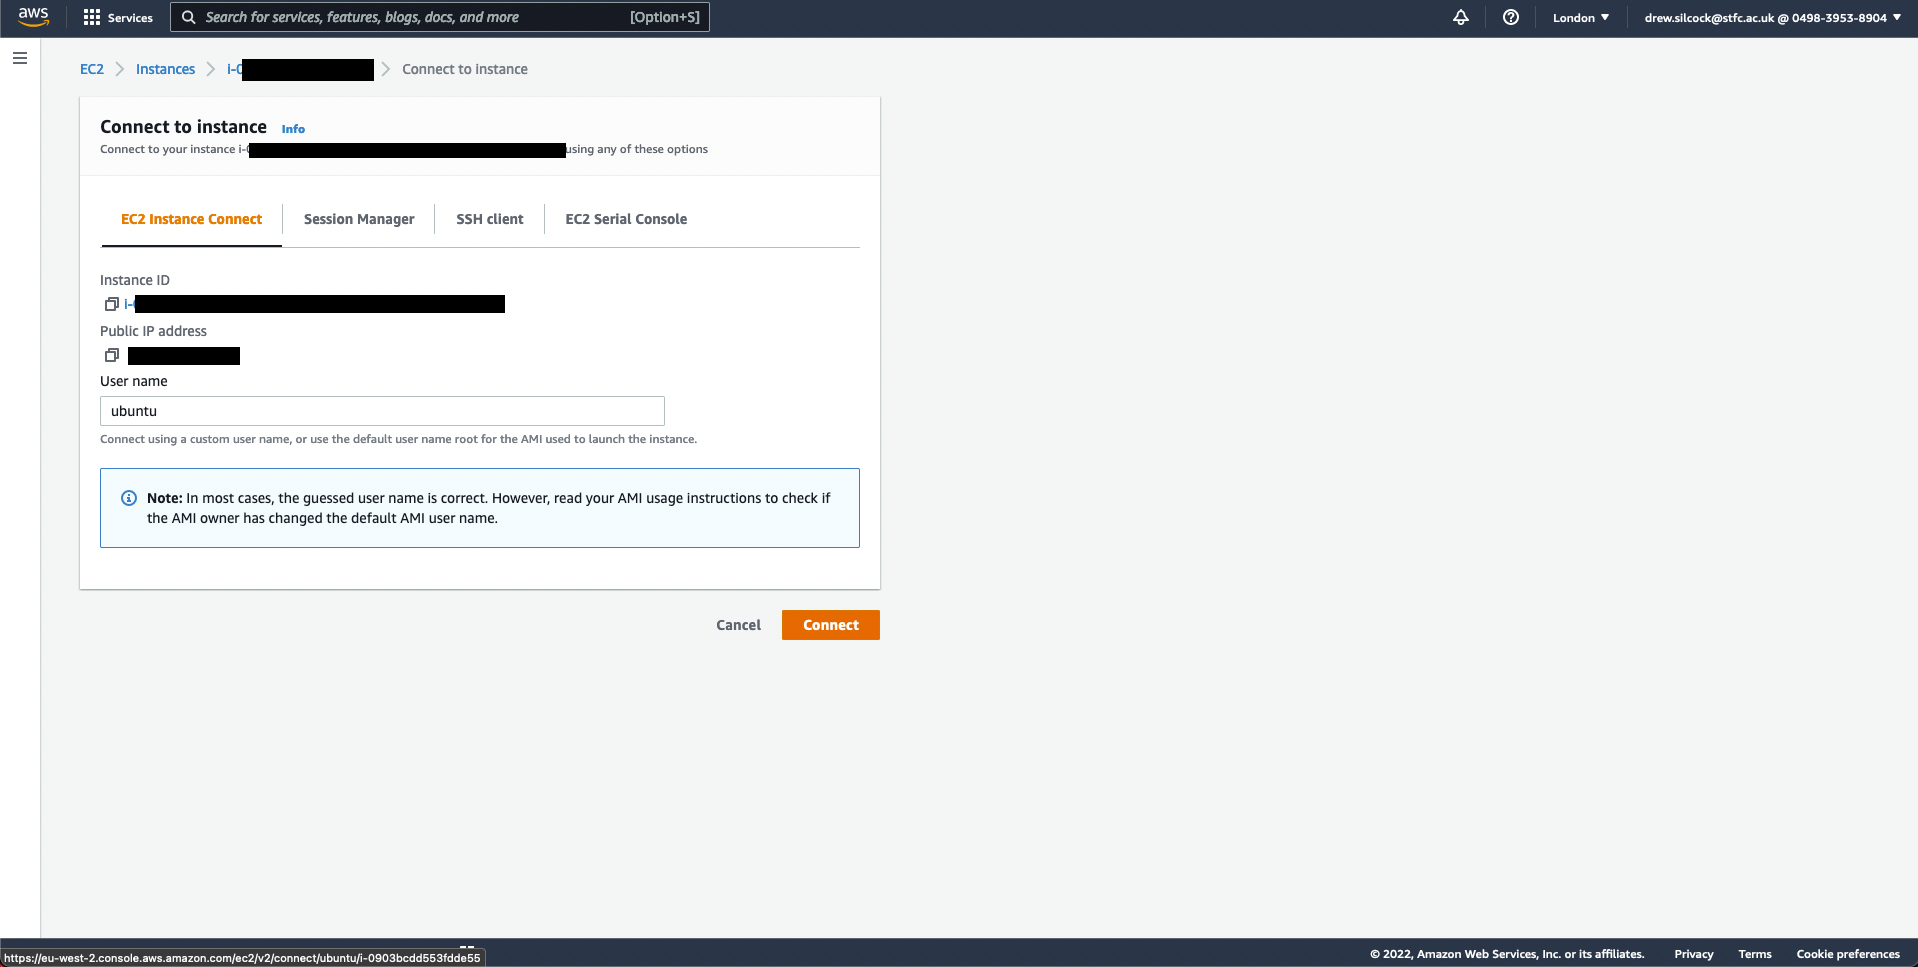 aws Services Search for services, features, blogs, docs, and more [Option+S] London drew.silcock@stfc.ac.uk @ 0498-3953-8904
EC2 Instances i-0 Connect to instance
Connect to instance Info
Connect to your instance i-0 using any of these options
EC2 Instance Connect Session Manager SSH client EC2 Serial Console
Instance ID
i-0
Public IP address
User name
ubuntu
Connect using a custom user name, or use the default user name root for the AMI used to launch the instance.
Note: In most cases, the guessed user name is correct. However, read your AMI usage instructions to check if
the AMI owner has changed the default AMI user name.
Cancel Connect
https://eu-west-2.console.aws.amazon.com/ec2/v2/connect/ubuntu/i-0903bcdd553fdde55 © 2022, Amazon Web Services, Inc. or its affiliates. Privacy Terms Cookie preferences